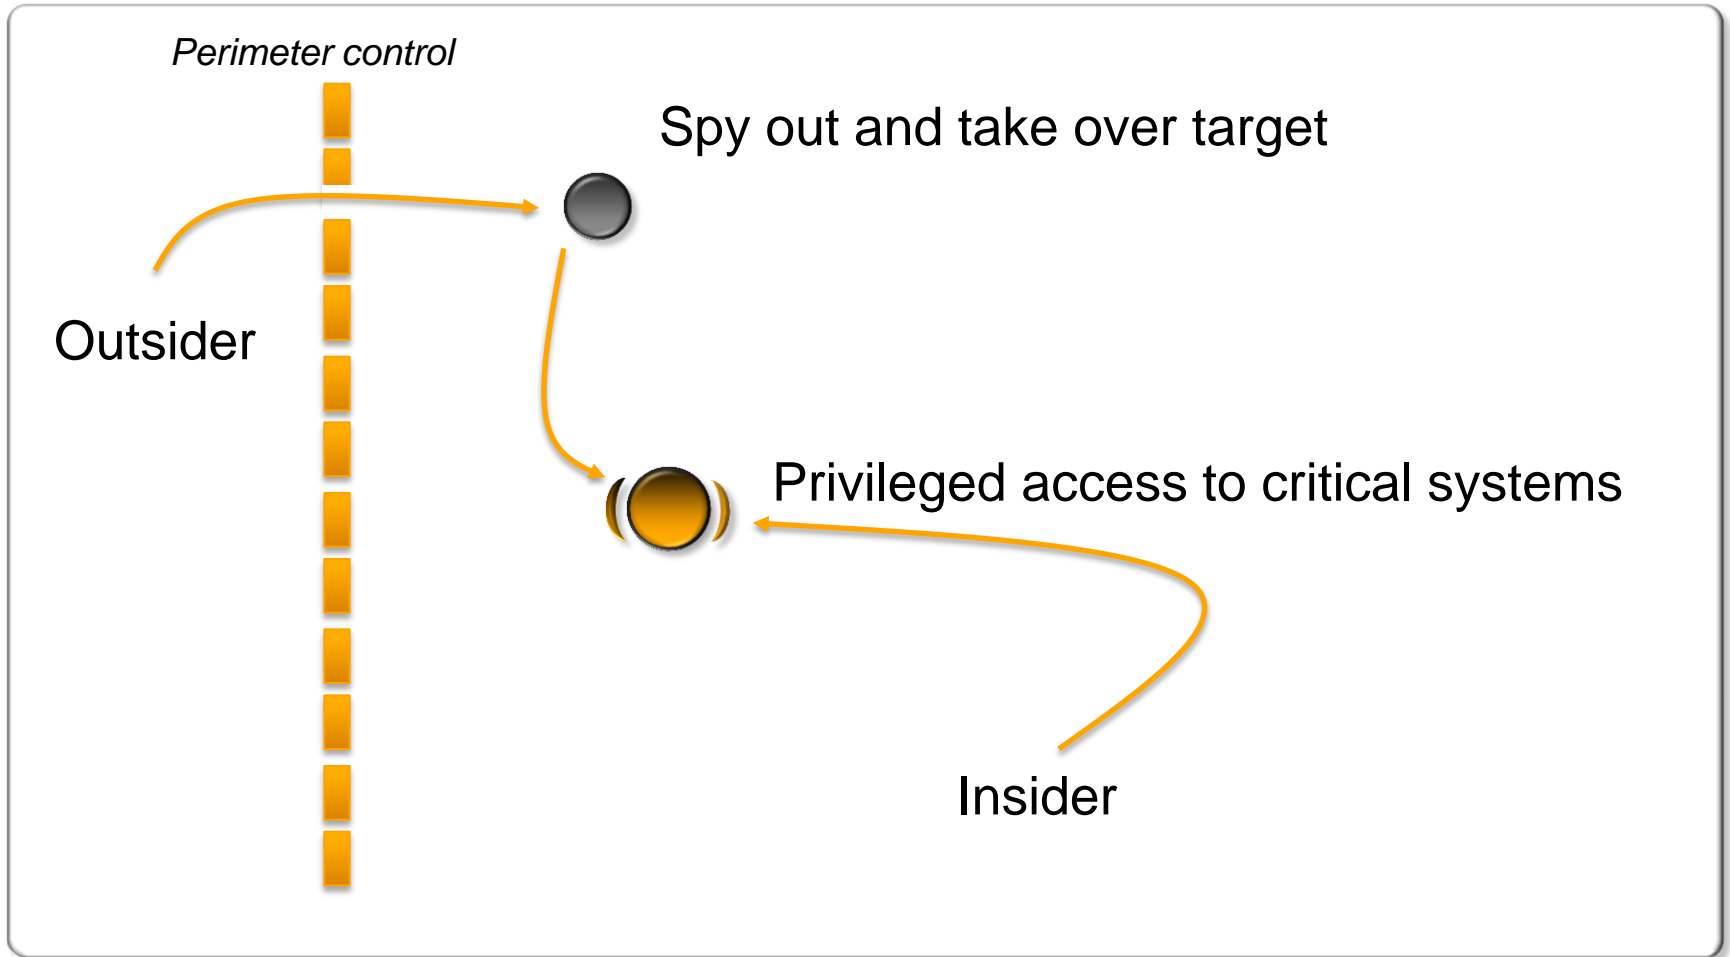 Perimeter control
Spy out and take over target
Outsider
Privileged access to critical systems
Insider